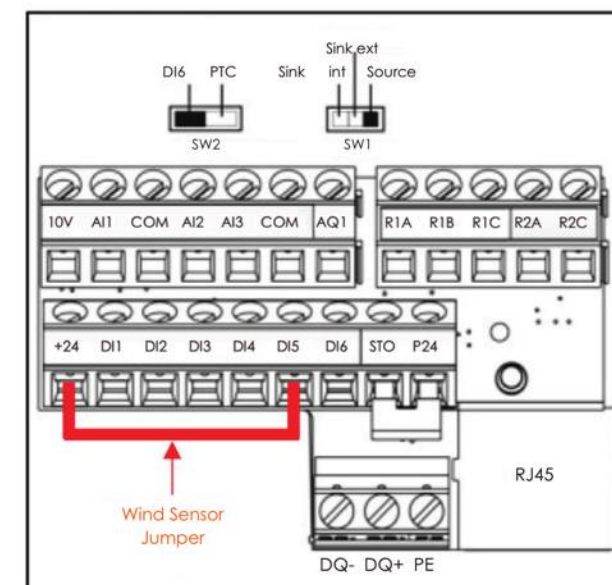 Sink ext
DI6 PTC Sink int Source
SW2 SW1
10V AI1 COM AI2 AI3 COM AQ1 R1A R1B R1C R2A R2C
+24 DI1 DI2 DI3 DI4 DI5 DI6 STO P24
RJ45
Wind Sensor
Jumper
DQ- DQ+ PE